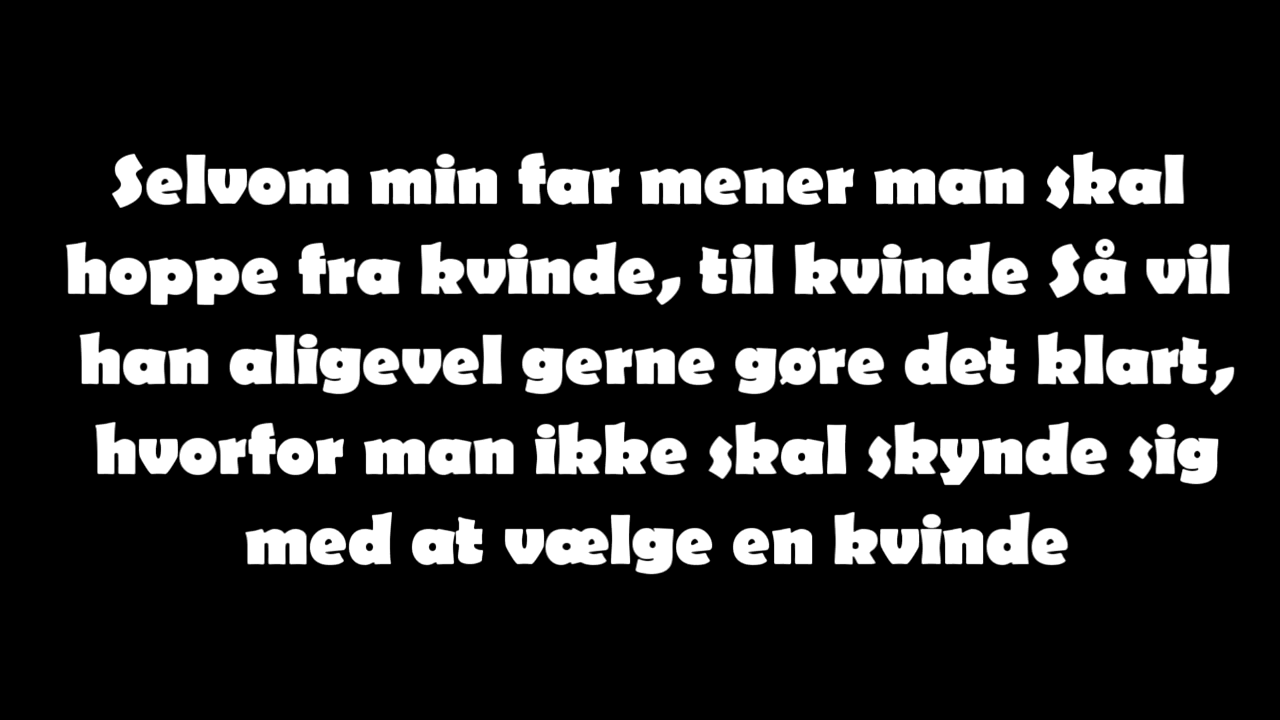 Selvom min far mener man skal
hoppe fra kvinde, til kvinde Så vil
han aligevel gerne gøre det klart,
hvorfor man ikke skal skynde sig
med at vælge en kvinde